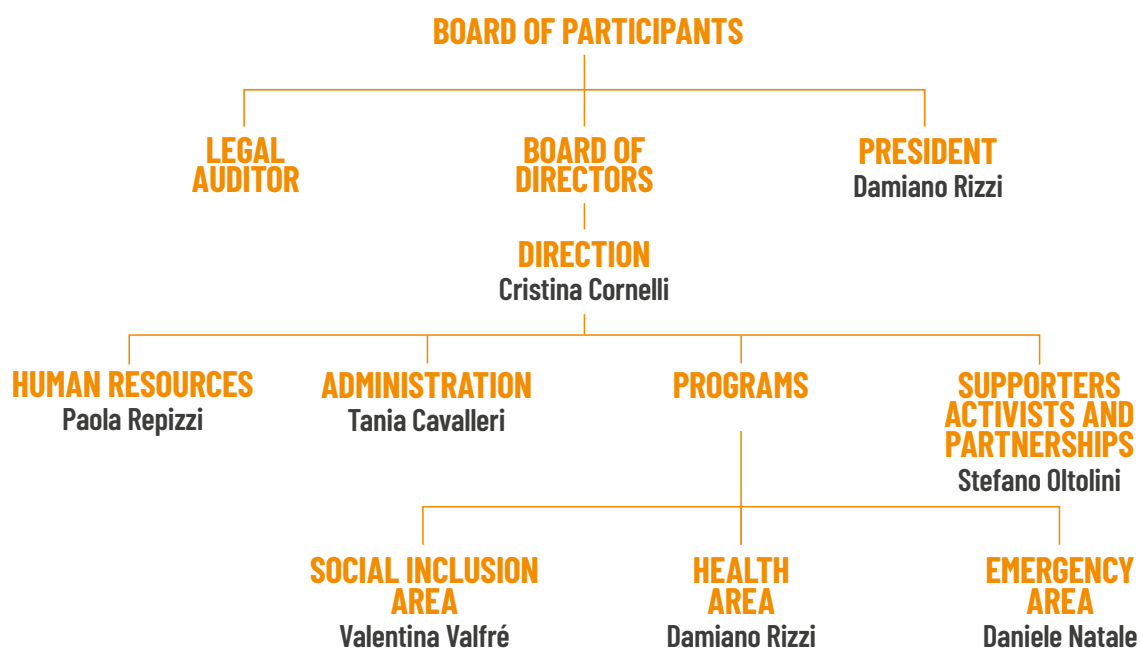 BOARD OF PARTICIPANTS
LEGAL
AUDITOR
BOARD OF
DIRECTORS
PRESIDENT
Damiano Rizzi
DIRECTION
Cristina Cornelli
HUMAN RESOURCES
Paola Repizzi
ADMINISTRATION
Tania Cavalleri
PROGRAMS
SUPPORTERS
ACTIVISTS AND
PARTNERSHIPS
Stefano Oltolini
SOCIAL INCLUSION
AREA
Valentina Valfré
HEALTH
AREA
Damiano Rizzi
EMERGENCY
AREA
Daniele Natale